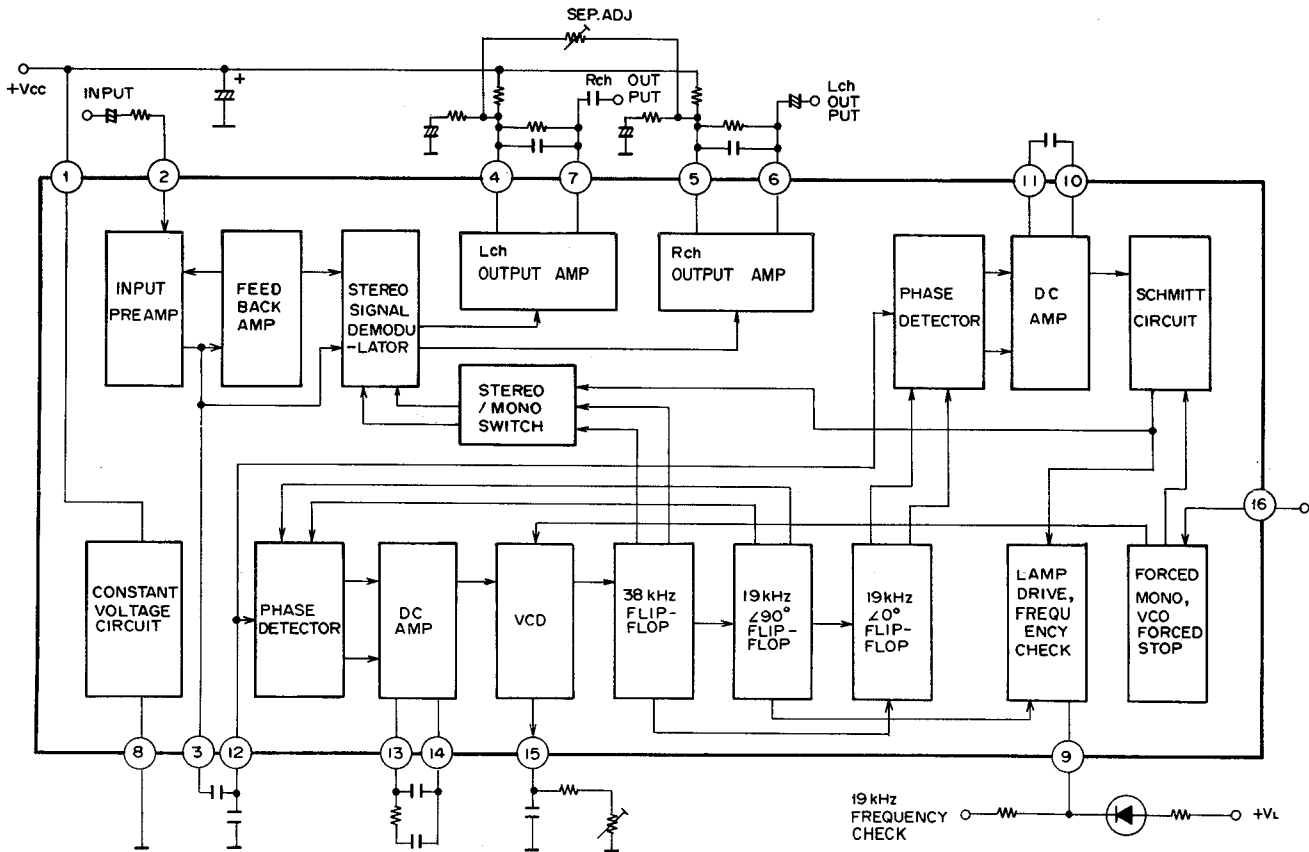 SEP.ADJ
+Vcc
INPUT
+
Rch OUT
PUT
Lch
OUT
PUT
1
2
4
7
5
6
11
10
INPUT
PREAMP
FEED
BACK
AMP
STEREO
SIGNAL
DEMODU
-LATOR
Lch
OUTPUT AMP
Rch
OUTPUT AMP
PHASE
DETECTOR
DC
AMP
SCHMITT
CIRCUIT
STEREO
/ MONO
SWITCH
16
CONSTANT
VOLTAGE
CIRCUIT
PHASE
DETECTOR
DC
AMP
VCD
38 kHz
FLIP-
FLOP
19kHz
∠90°
FLIP-
FLOP
19kHz
∠0°
FLIP-
FLOP
LAMP
DRIVE,
FREQU
ENCY
CHECK
FORCED
MONO,
VCO
FORCED
STOP
8
3
12
13
14
15
9
19kHz
FREQUENCY
CHECK
+VL